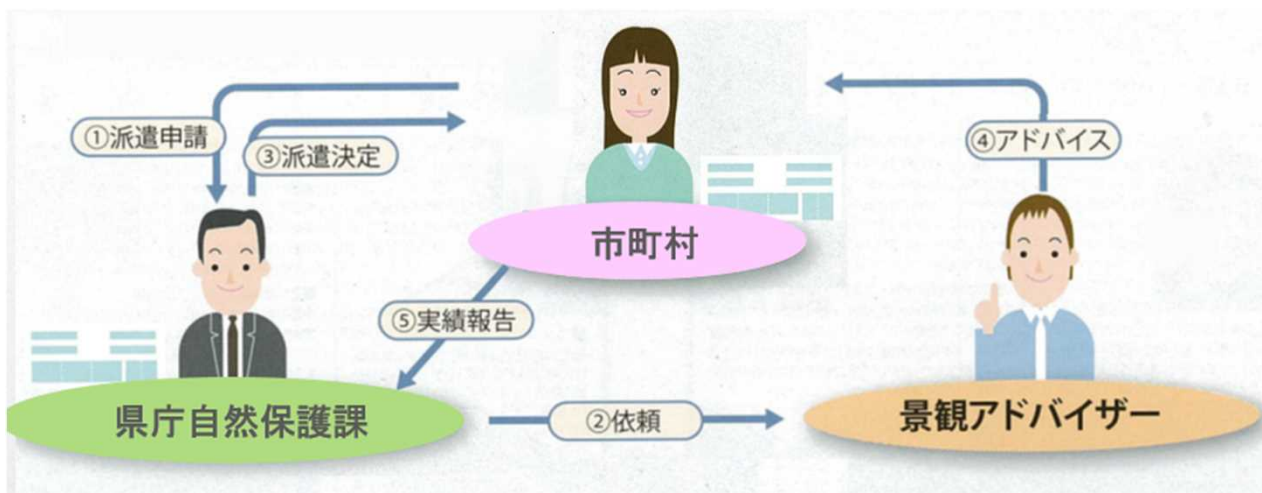 ①派遣申請
③派遣決定
④アドバイス
市町村
⑤実績報告
県庁自然保護課
②依頼
景観アドバイザー